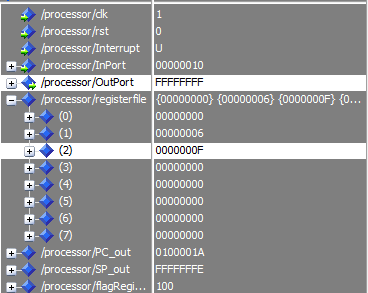 /processor/clk 1
/processor/rst 0
/processor/Interrupt U
/processor/InPort 00000010
/processor/OutPort FFFFFFFF
/processor/registerfile {00000000} {00000006} {0000000F} {0...
(0) 00000000
(1) 00000006
(2) 0000000F
(3) 00000000
(4) 00000000
(5) 00000000
(6) 00000000
(7) 00000000
/processor/PC_out 0100001A
/processor/SP_out FFFFFFFE
/processor/flagRegi... 100